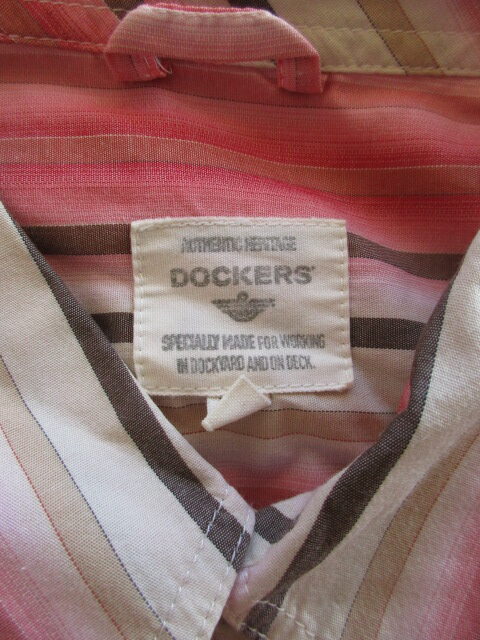 AUTHENTIC HERITAGE
DOCKERS®
SPECIALLY MADE FOR WORKING
IN DOCKYARD AND ON DECK.